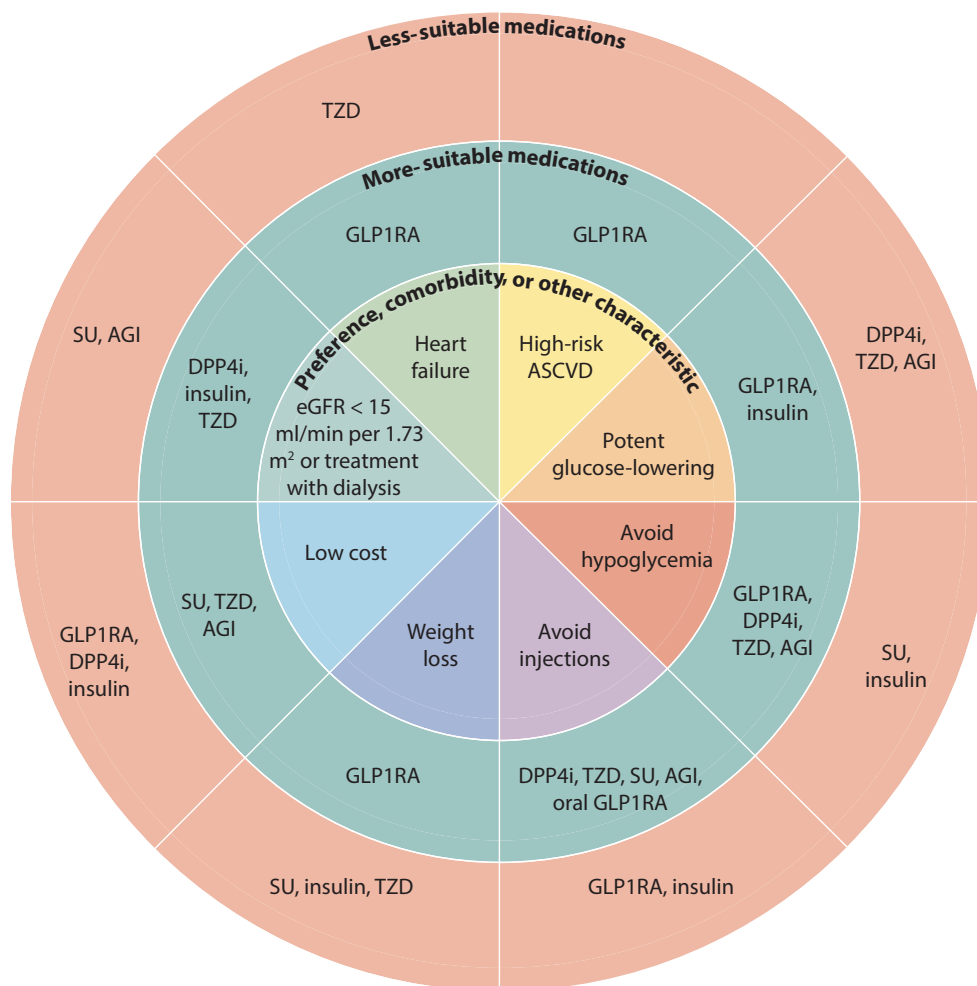 Less-suitable medications
TZD
More-suitable medications
GLP1RA
GLP1RA
Preference, comorbidity, or other characteristic
Heart
failure
High-risk
ASCVD
SU, AGI
DPP4i,
insulin,
TZD
eGFR < 15
ml/min per 1.73
m² or treatment
with dialysis
Potent
glucose-lowering
GLP1RA,
insulin
DPP4i,
TZD, AGI
Low cost
Avoid
hypoglycemia
SU, TZD,
AGI
GLP1RA,
DPP4i,
TZD, AGI
GLP1RA,
DPP4i,
insulin
Weight
loss
Avoid
injections
SU,
insulin
GLP1RA
DPP4i, TZD, SU, AGI,
oral GLP1RA
SU, insulin, TZD
GLP1RA, insulin